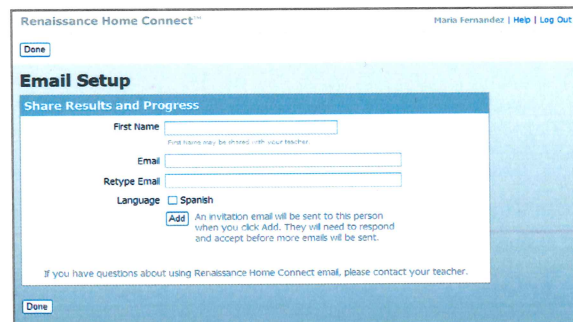 Renaissance Home Connect™
Maria Fernandez | Help | Log Out
Done
Email Setup
Share Results and Progress
First Name
First name may be shared with your teacher.
Email
Retype Email
Language Spanish
Add An invitation email will be sent to this person
when you click Add. They will need to respond
and accept before more emails will be sent.
If you have questions about using Renaissance Home Connect email, please contact your teacher.
Done